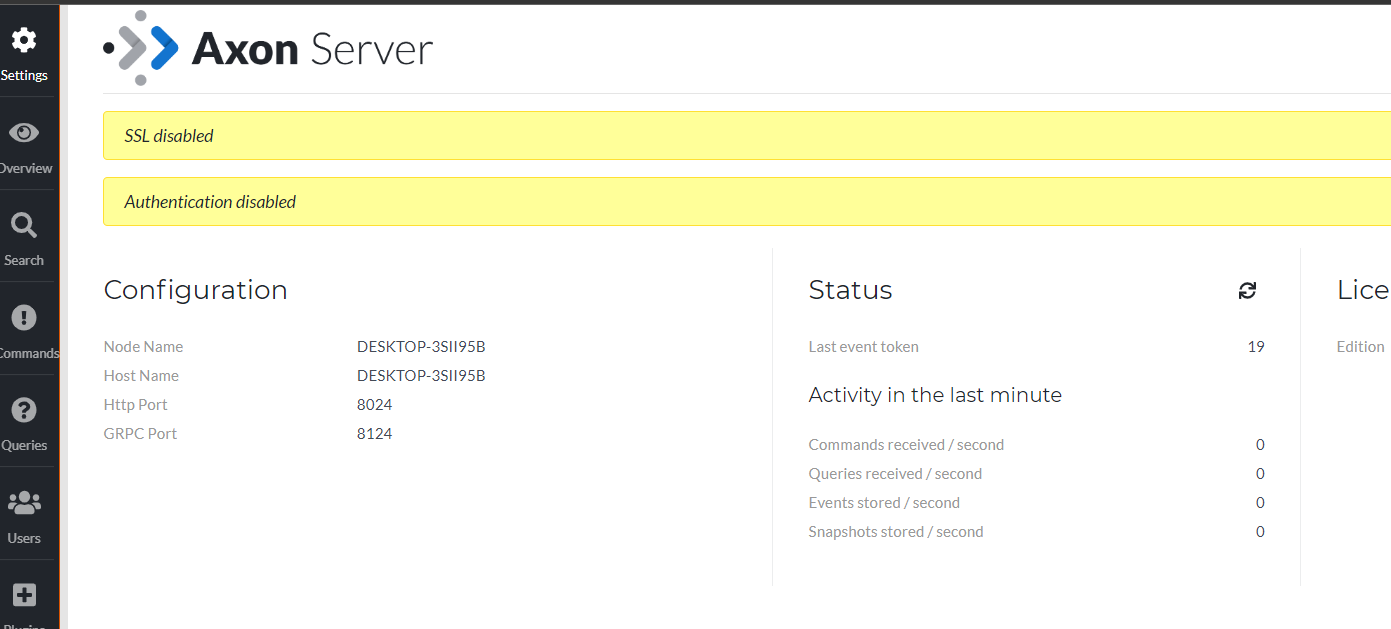 Axon Server
Settings
Overview
Search
Commands
Queries
Users
SSL disabled
Authentication disabled
Configuration
Node Name DESKTOP-3SII95B
Host Name DESKTOP-3SII95B
Http Port 8024
GRPC Port 8124
Status
Last event token 19
Activity in the last minute
Commands received / second 0
Queries received / second 0
Events stored / second 0
Snapshots stored / second 0
Lice
Edition